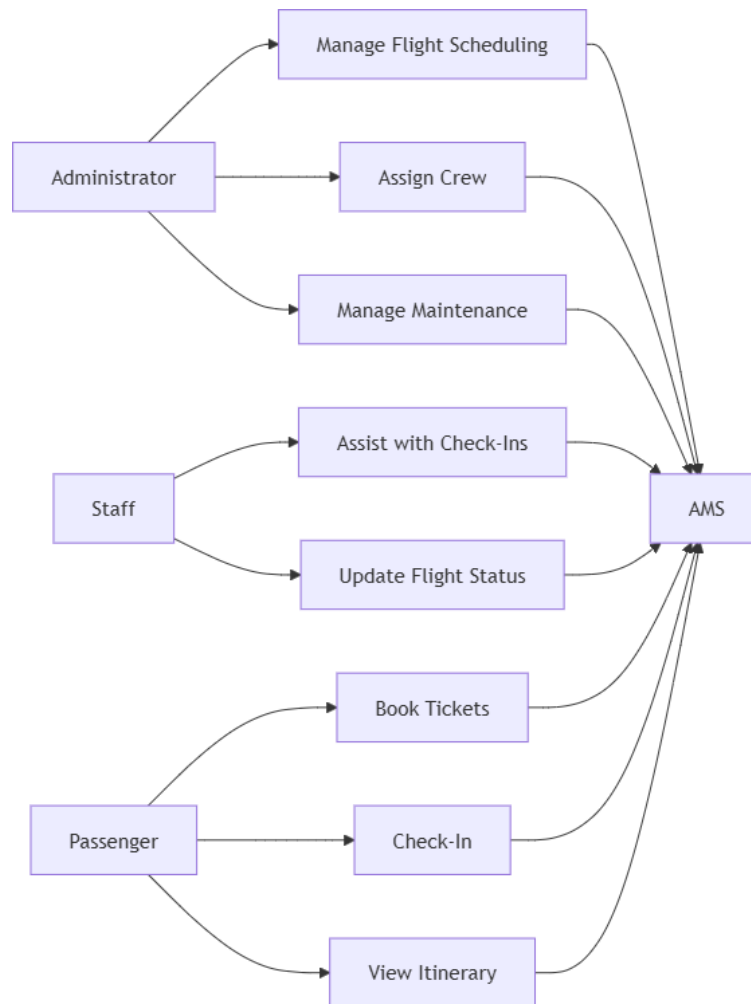 Manage Flight Scheduling
Administrator
Assign Crew
Manage Maintenance
Assist with Check-Ins
Staff
AMS
Update Flight Status
Book Tickets
Passenger
Check-In
View Itinerary